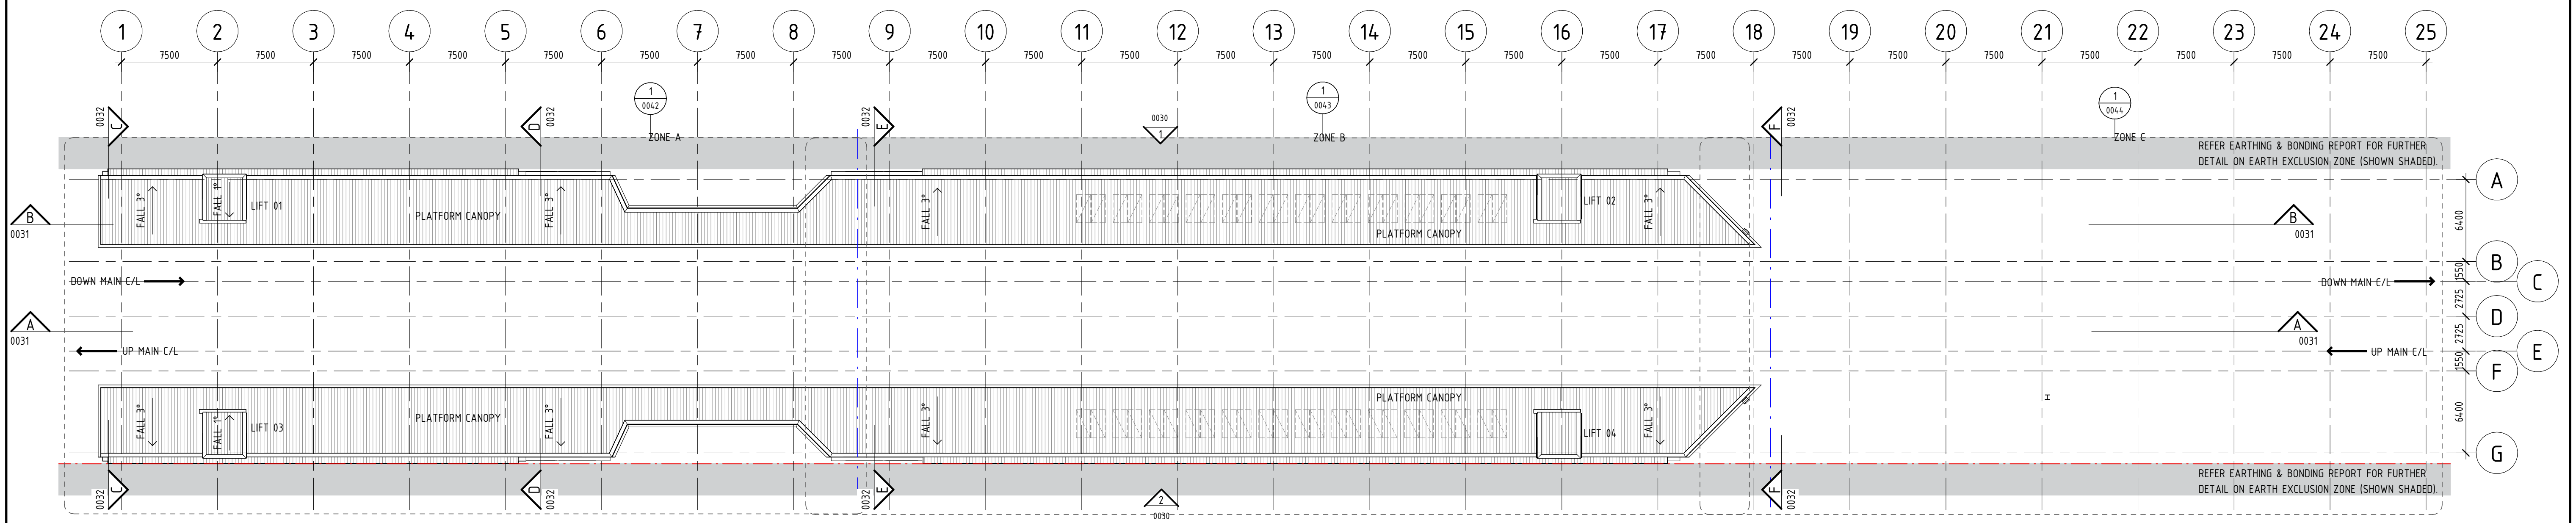 1 2 3 4 5 6 7 8 9 10 11 12 13 14 15 16 17 18 19 20 21 22 23 24 25
7500 7500 7500 7500 7500 7500 7500 7500 7500 7500 7500 7500 7500 7500 7500 7500 7500 7500 7500 7500 7500 7500 7500 7500
1
0042
1
0043
1
0044
0032 C
D 0032
0032 E
F 0032
0030
1
ZONE A
ZONE B
ZONE C
REFER EARTHING & BONDING REPORT FOR FURTHER
DETAIL ON EARTH EXCLUSION ZONE (SHOWN SHADED).
A
B
0031
FALL 3°
FALL 1°
LIFT 01
PLATFORM CANOPY
FALL 3°
FALL 3°
PLATFORM CANOPY
LIFT 02
FALL 3°
B
0031
6400
B
DOWN MAIN C/L
DOWN MAIN C/L
1550
C
2725
D
A
0031
A
0031
2725
UP MAIN C/L
UP MAIN C/L
E
1550
F
FALL 3°
FALL 1°
LIFT 03
PLATFORM CANOPY
FALL 3°
FALL 3°
PLATFORM CANOPY
LIFT 04
FALL 3°
6400
G
REFER EARTHING & BONDING REPORT FOR FURTHER
DETAIL ON EARTH EXCLUSION ZONE (SHOWN SHADED).
0032 C
D 0032
0032 E
F 0032
2
0030